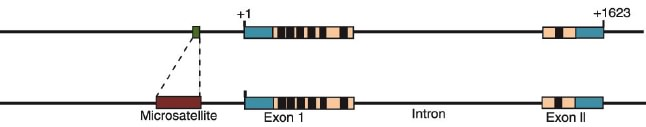 +1
+1623
Microsatellite
Exon 1
Intron
Exon II